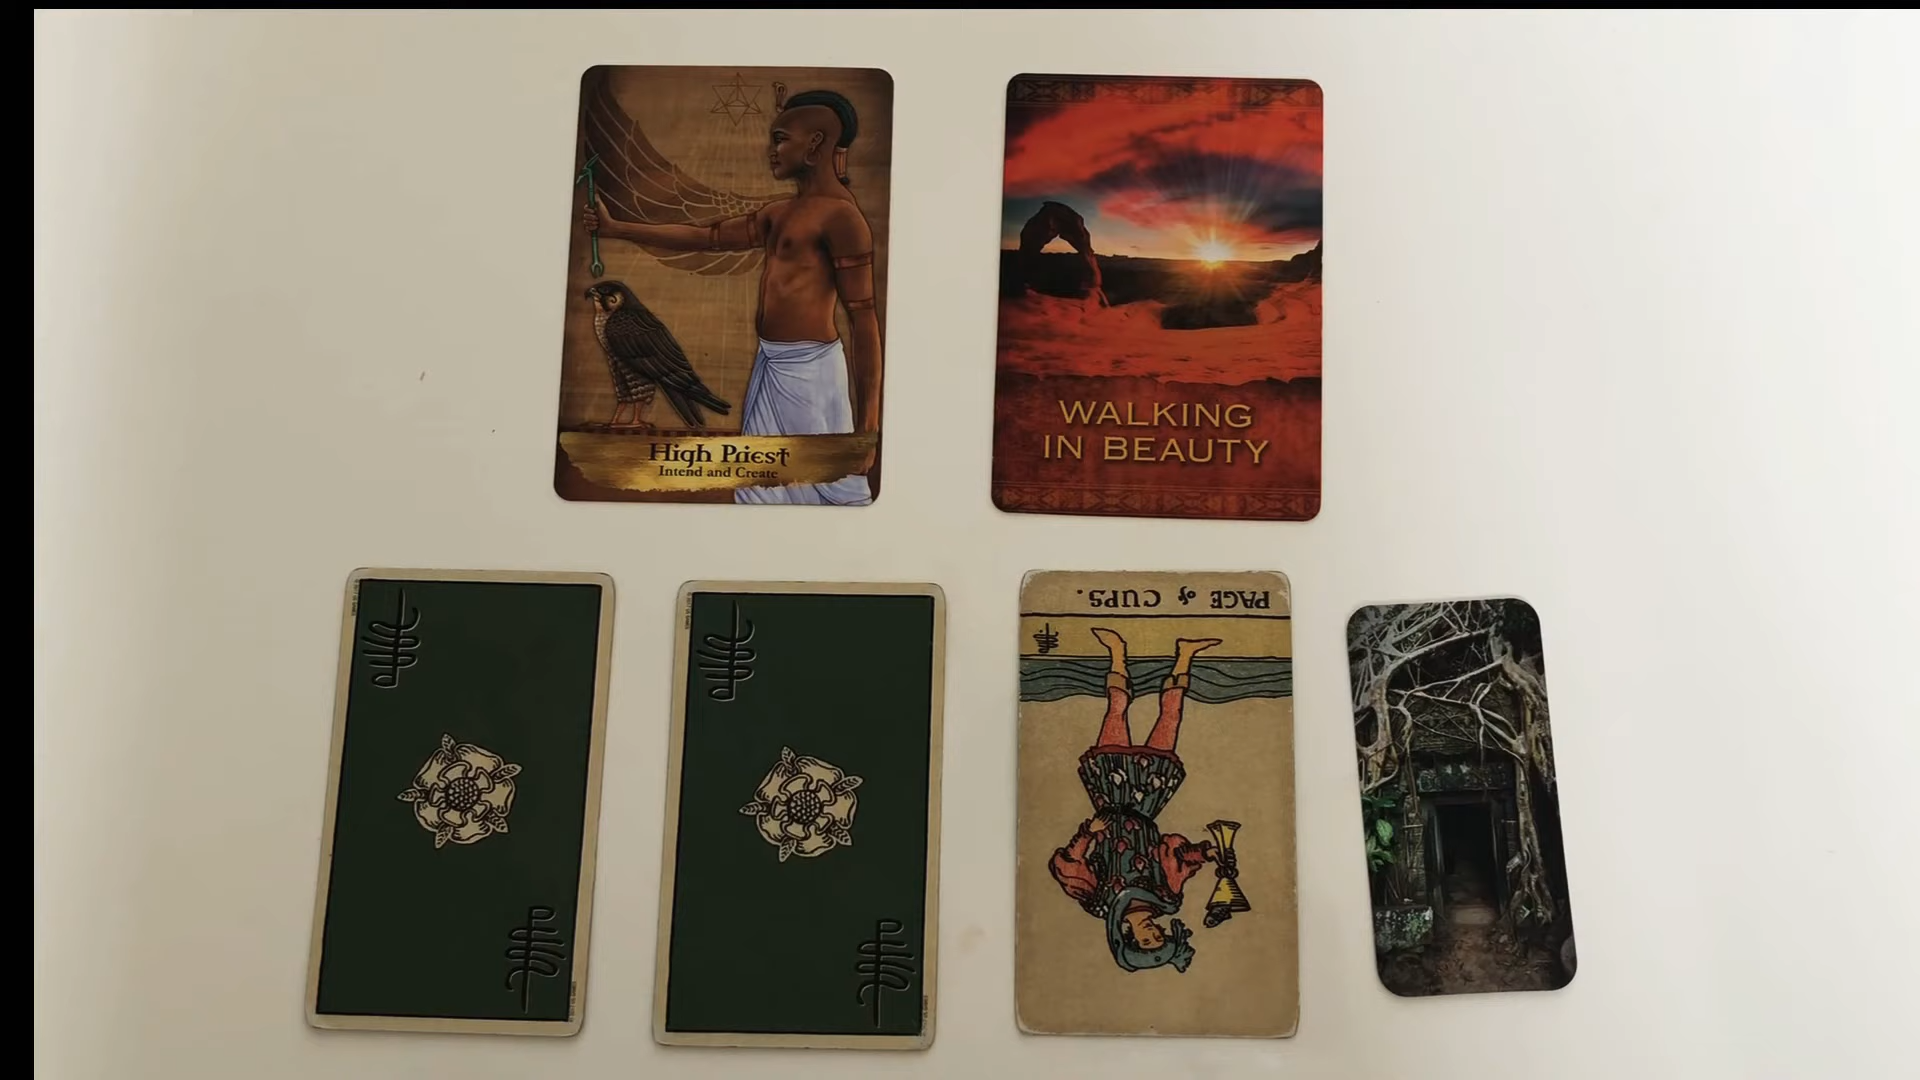 High Priest
Intend and Create
WALKING
IN BEAUTY
PAGE of CUPS.